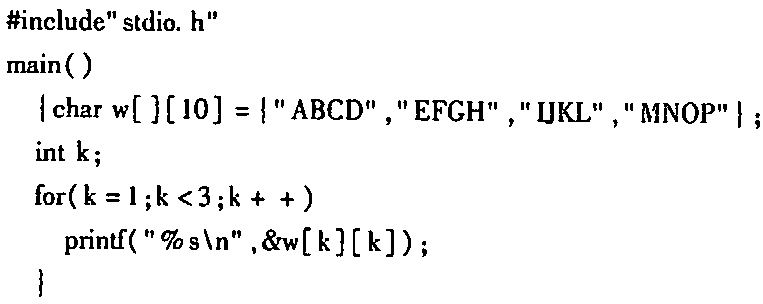 #include" stdio. h"
main( )
{char w[ ][10] = {"ABCD" ,"EFGH" ,"IJKL" ,"MNOP"} ;
int k;
for( k = 1;k <3;k + + )
printf( "%s\n" ,&w[ k][ k]) ;
}